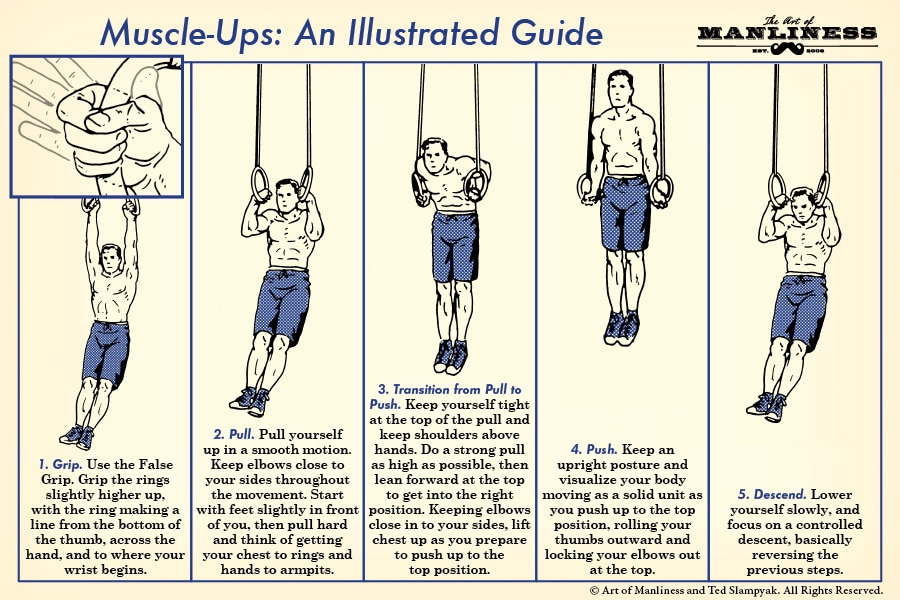 Muscle-Ups: An Illustrated Guide
The Art of
MANLINESS
EST. 2008
1. Grip. Use the False
Grip. Grip the rings
slightly higher up,
with the ring making a
line from the bottom of
the thumb, across the
hand, and to where your
wrist begins.
2. Pull. Pull yourself
up in a smooth motion.
Keep elbows close to
your sides throughout
the movement. Start
with feet slightly in front
of you, then pull hard
and think of getting
your chest to rings and
hands to armpits.
3. Transition from Pull to
Push. Keep yourself tight
at the top of the pull and
keep shoulders above
hands. Do a strong pull
as high as possible, then
lean forward at the top
to get into the right
position. Keeping elbows
close in to your sides, lift
chest up as you prepare
to push up to the
top position.
4. Push. Keep an
upright posture and
visualize your body
moving as a solid unit as
you push up to the top
position, rolling your
thumbs outward and
locking your elbows out
at the top.
5. Descend. Lower
yourself slowly, and
focus on a controlled
descent, basically
reversing the
previous steps.
© Art of Manliness and Ted Slampyak. All Rights Reserved.